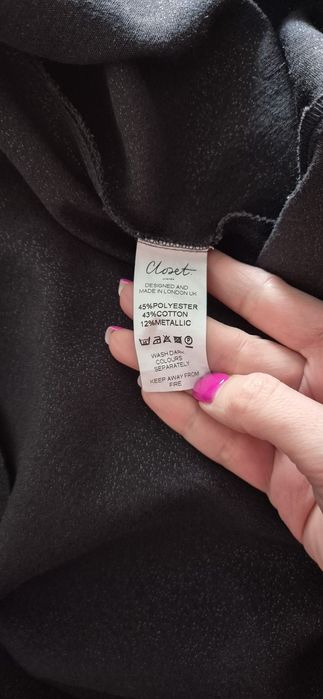 Closet
LONDON
DESIGNED AND
MADE IN LONDON UK
45%POLYESTER
43%COTTON
12%METALLIC
WASH DARK
COLOURS
SEPARATELY
KEEP AWAY FROM
FIRE